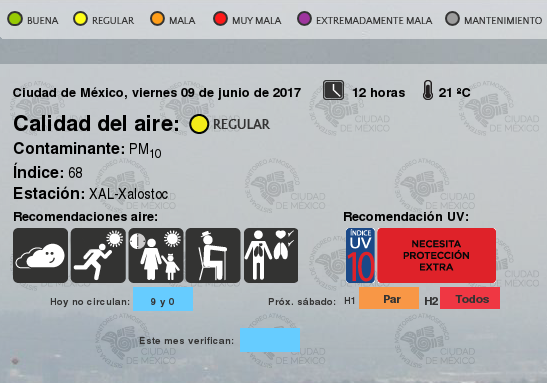 BUENA REGULAR MALA MUY MALA EXTREMADAMENTE MALA MANTENIMIENTO
Ciudad de México, viernes 09 de junio de 2017 12 horas 21 ºC
Calidad del aire: REGULAR
Contaminante: PM10
Índice: 68
Estación: XAL-Xalostoc
Recomendaciones aire: Recomendación UV:
ÍNDICE
UV
10
NECESITA
PROTECCIÓN
EXTRA
Hoy no circulan: 9 y 0 Próx. sábado: H1 Par H2 Todos
Este mes verifican:
CIUDAD
DE MÉXICO